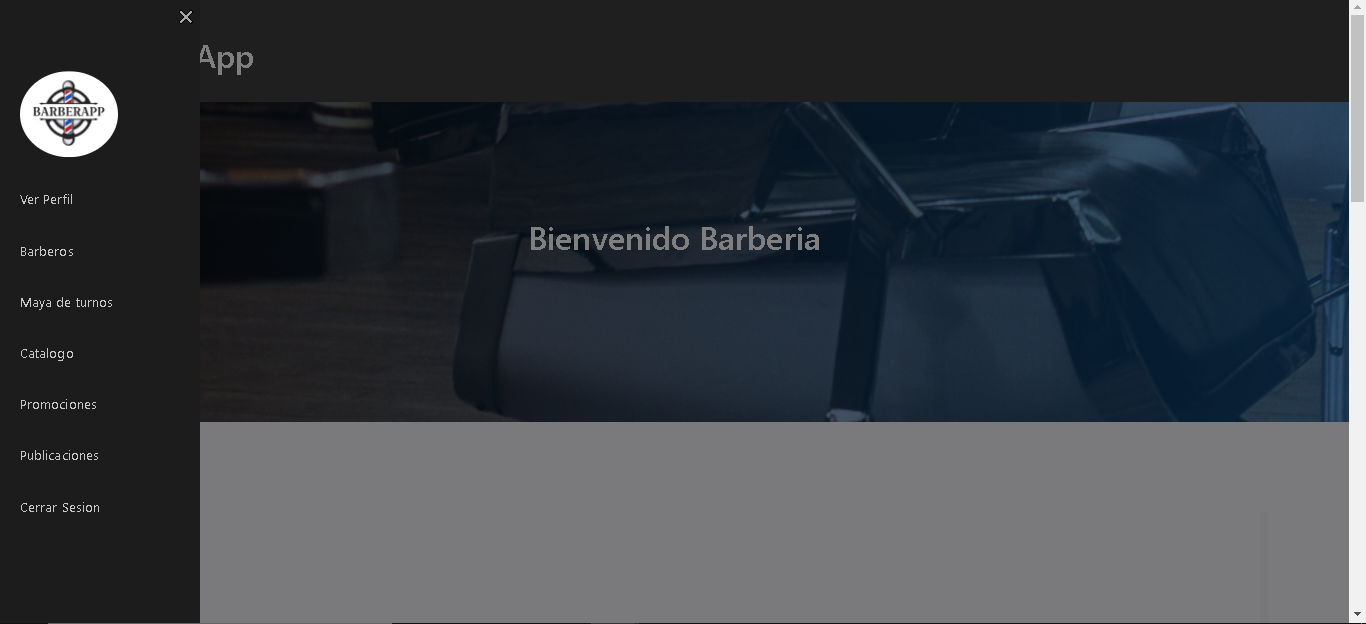 App
BARBERAPP
Ver Perfil
Barberos
Maya de turnos
Catalogo
Promociones
Publicaciones
Cerrar Sesion
Bienvenido Barberia